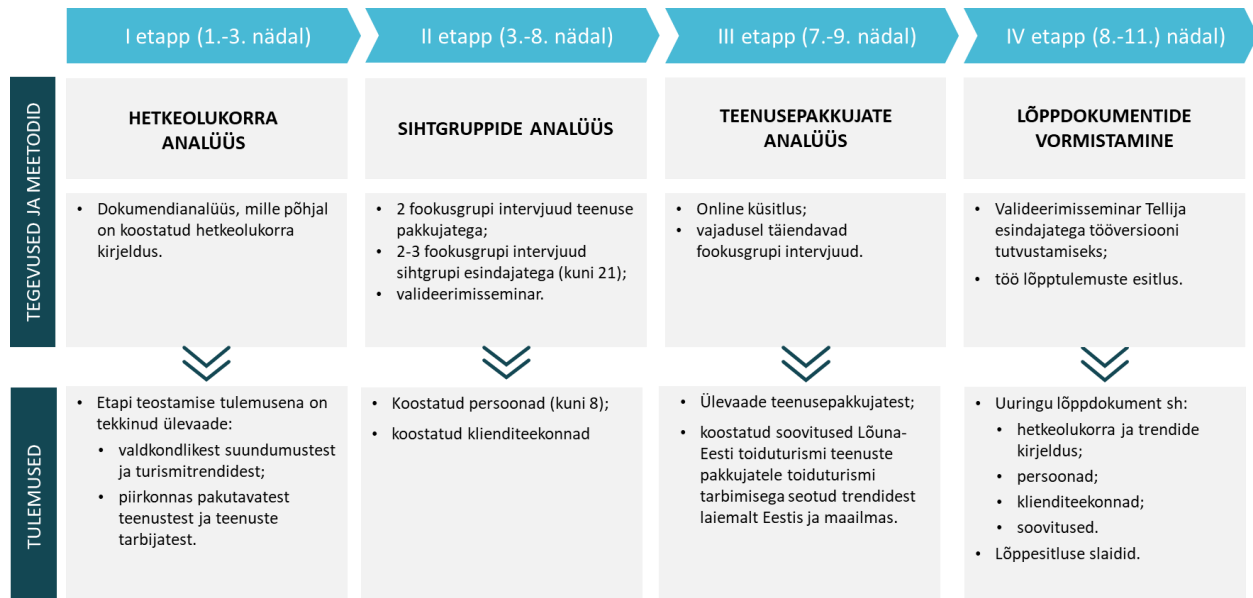 I etapp (1.-3. nädal)
II etapp (3.-8. nädal)
III etapp (7.-9. nädal)
IV etapp (8.-11.) nädal)
TEGEVUSED JA MEETODID
HETKEOLUKORRA
ANALÜÜS
SIHTGRUPPIDE ANALÜÜS
TEENUSEPAKKUJATE
ANALÜÜS
LÕPPDOKUMENTIDE
VORMISTAMINE
• Dokumendianalüüs, mille põhjal
on koostatud hetkeolukorra
kirjeldus.
• 2 fookusgrupi intervjuud teenuse
pakkujatega;
• 2-3 fookusgrupi intervjuud
sihtgrupi esindajatega (kuni 21);
• valideerimisseminar.
• Online küsitlus;
• vajadusel täiendavad
fookusgrupi intervjuud.
• Valideerimisseminar Tellija
esindajatega tööversiooni
tutvustamiseks;
• töö lõpptulemuste esitlus.
TULEMUSED
• Etapi teostamise tulemusena on
tekkinud ülevaade:
• valdkondlikest suundumustest
ja turismitrendidest;
• piirkonnas pakutavatest
teenustest ja teenuste
tarbijatest.
• Koostatud persoonad (kuni 8);
• koostatud klienditeekonnad
• Ülevaade teenusepakkujatest;
• koostatud soovitused Lõuna-
Eesti toiduturismi teenuste
pakkujatele toiduturismi
tarbimisega seotud trendidest
laiemalt Eestis ja maailmas.
• Uuringu lõppdokument sh:
• hetkeolukorra ja trendide
kirjeldus;
• persoonad;
• klienditeekonnad;
• soovitused.
• Lõppesitluse slaidid.